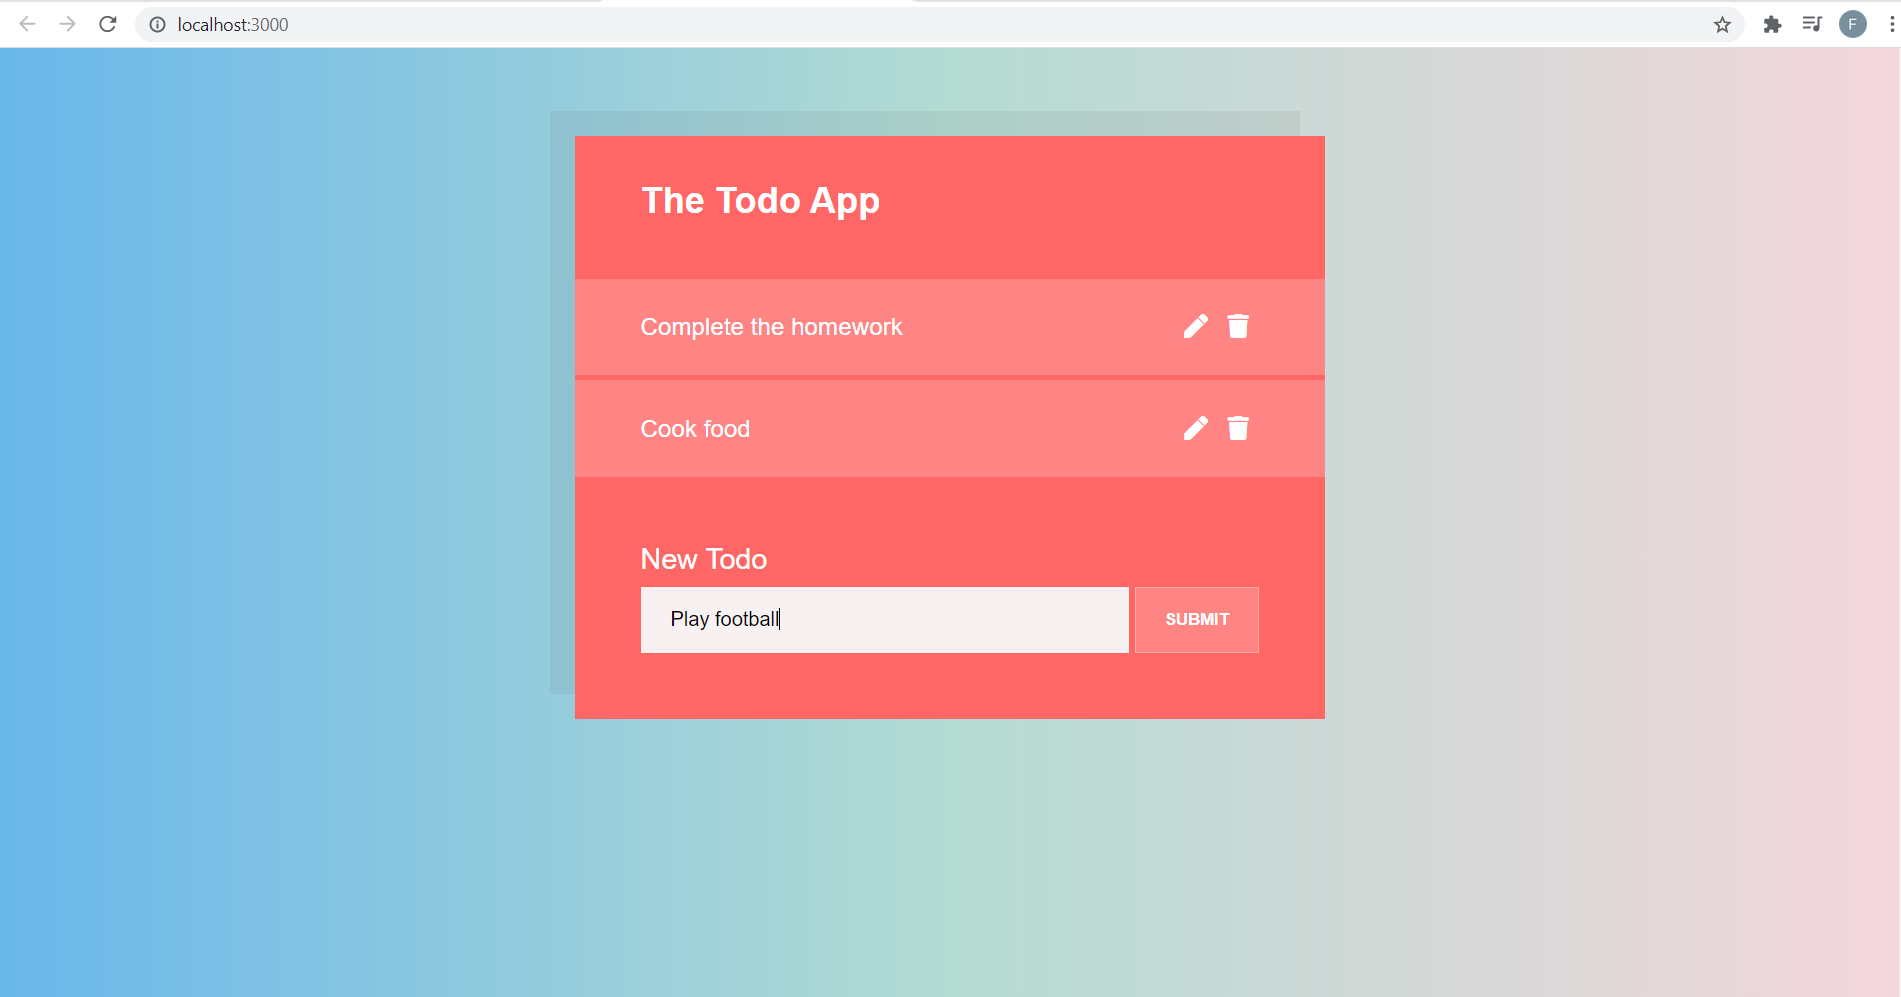 localhost:3000
F
The Todo App
Complete the homework
Cook food
New Todo
Play football
SUBMIT